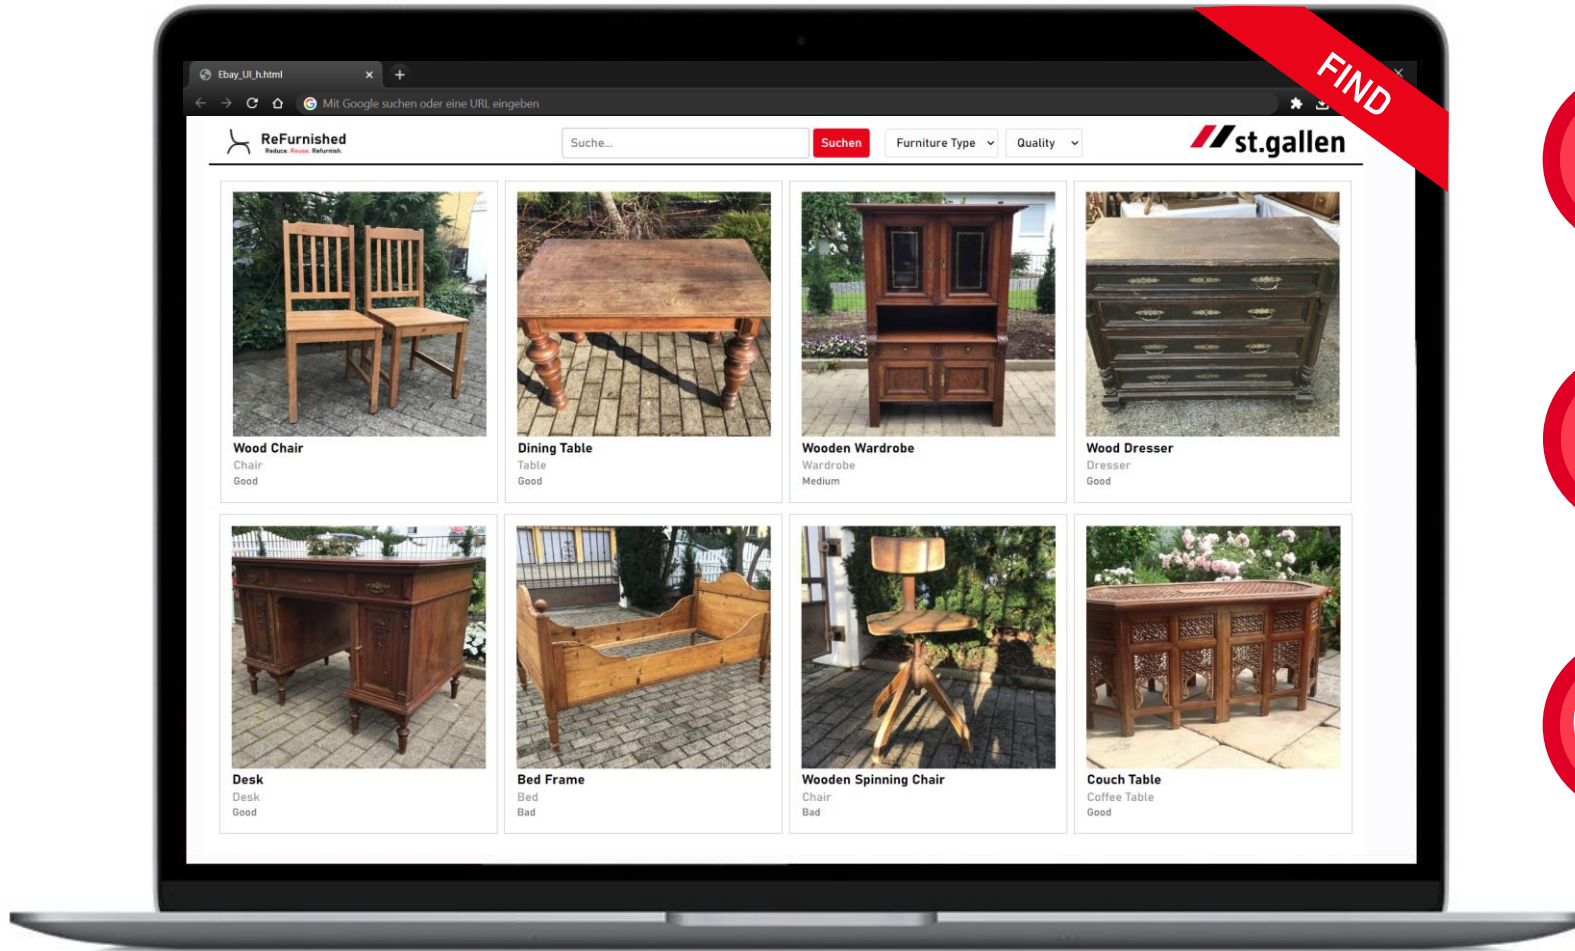 FIND
Ebay_UI_h.html
Mit Google suchen oder eine URL eingeben
ReFurnished
Reduce. Reuse. Refurnish.
Suche...
Suchen
Furniture Type
Quality
st.gallen
Wood Chair
Chair
Good
Dining Table
Table
Good
Wooden Wardrobe
Wardrobe
Medium
Wood Dresser
Dresser
Good
Desk
Desk
Good
Bed Frame
Bed
Bad
Wooden Spinning Chair
Chair
Bad
Couch Table
Coffee Table
Good